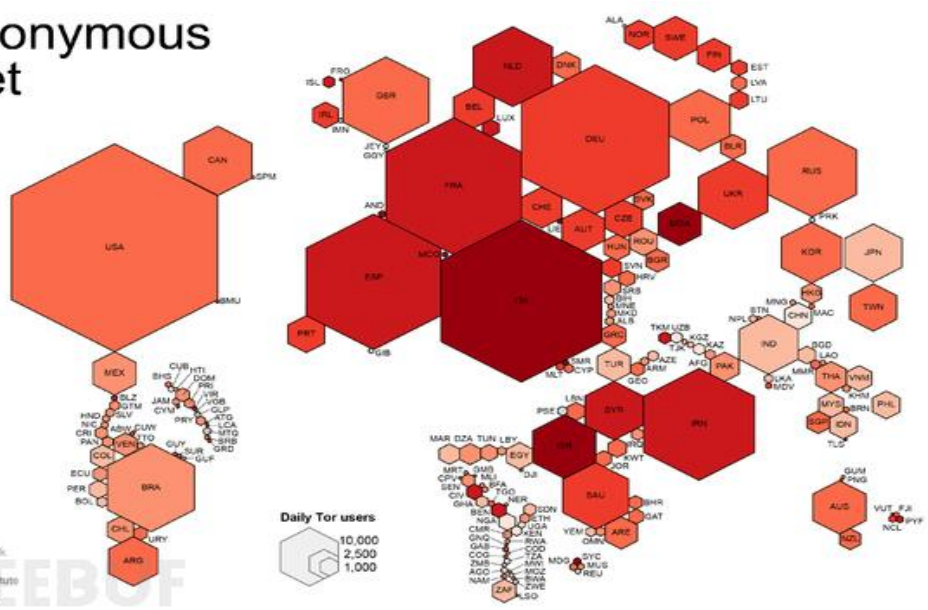 onymous
et
USA
CAN
SPM
BMU
MEX
BLZ
GTM
SLV
HND
NIC
CRI
PAN
ABW
CUW
TTO
VEN
COL
GUY
SUR
GUF
ECU
PER
BOL
BRA
CHL
URY
ARG
BHS
CUB
HTI
DOM
PRI
VIR
VGB
GLP
ATG
LCA
MTQ
BRB
GRD
JAM
CYM
PRY
ISL
FRO
IRL
IMN
GBR
JEY
GGY
NLD
DNK
BEL
LUX
DEU
FRA
AND
MCO
ESP
PRT
GIB
CHE
LIE
AUT
CZE
SVK
HUN
ROU
BGR
SVN
HRV
SRB
BIH
MNE
MKD
ALB
GRC
SMR
CYP
MLT
ALA
NOR
SWE
FIN
EST
LVA
LTU
POL
BLR
UKR
RUS
PRK
KOR
JPN
HKG
MAC
MNG
CHN
TWN
BTN
NPL
IND
LKA
MDV
BGD
LAO
MMR
THA
VNM
KHM
MYS
BRN
SGP
IDN
TLS
PHL
TKM
UZB
TJK
KGZ
KAZ
AFG
PAK
TUR
AZE
ARM
GEO
LBN
PSE
SYR
IRN
IRQ
KWT
JOR
SAU
BHR
QAT
ARE
YEM
OMN
MAR
DZA
TUN
LBY
EGY
DJI
MRT
CPV
SEN
CIV
GHA
BEN
NGA
CMR
GNQ
GAB
COG
ZMB
AGO
NAM
GMB
MLI
BFA
TGO
NER
SDN
ETH
UGA
KEN
RWA
COD
TZA
MWI
MOZ
BWA
ZWE
ZAF
LSO
MDG
SYC
MUS
REU
GUM
PNG
AUS
NZL
VUT
FJI
PYF
NCL
Daily Tor users
10,000
2,500
1,000
EEBUF